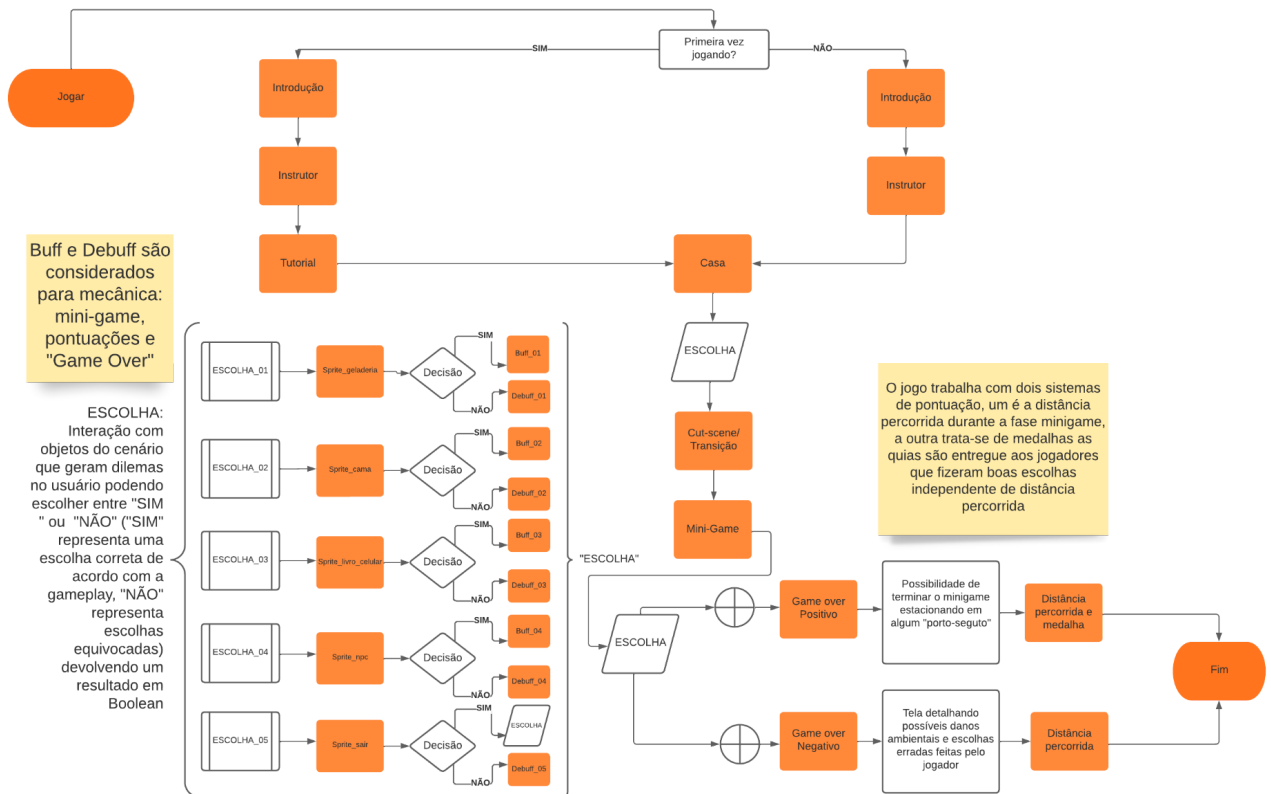 Primeira vez
jogando?
SIM
NÃO
Jogar
Introdução
Introdução
Instrutor
Instrutor
Tutorial
Casa
Buff e Debuff são
considerados
para mecânica:
mini-game,
pontuações e
"Game Over"
ESCOLHA:
Interação com
objetos do cenário
que geram dilemas
no usuário podendo
escolher entre "SIM
" ou "NÃO" ("SIM"
representa uma
escolha correta de
acordo com a
gameplay, "NÃO"
representa
escolhas
equivocadas)
devolvendo um
resultado em
Boolean
ESCOLHA_01
Sprite_geladeria
Decisão
SIM
Buff_01
NÃO
Debuff_01
ESCOLHA_02
Sprite_cama
Decisão
SIM
Buff_02
NÃO
Debuff_02
ESCOLHA_03
Sprite_livro_celular
Decisão
SIM
Buff_03
NÃO
Debuff_03
ESCOLHA_04
Sprite_npc
Decisão
SIM
Buff_04
NÃO
Debuff_04
ESCOLHA_05
Sprite_sair
Decisão
SIM
ESCOLHA
NÃO
Debuff_05
"ESCOLHA"
ESCOLHA
Cut-scene/
Transição
Mini-Game
O jogo trabalha com dois sistemas
de pontuação, um é a distância
percorrida durante a fase minigame,
a outra trata-se de medalhas as
quias são entregue aos jogadores
que fizeram boas escolhas
independente de distância
percorrida
ESCOLHA
Game over
Positivo
Possibilidade de
terminar o minigame
estacionando em
algum "porto-seguto"
Distância
percorrida e
medalha
Fim
Game over
Negativo
Tela detalhando
possíveis danos
ambientais e escolhas
erradas feitas pelo
jogador
Distância
percorrida